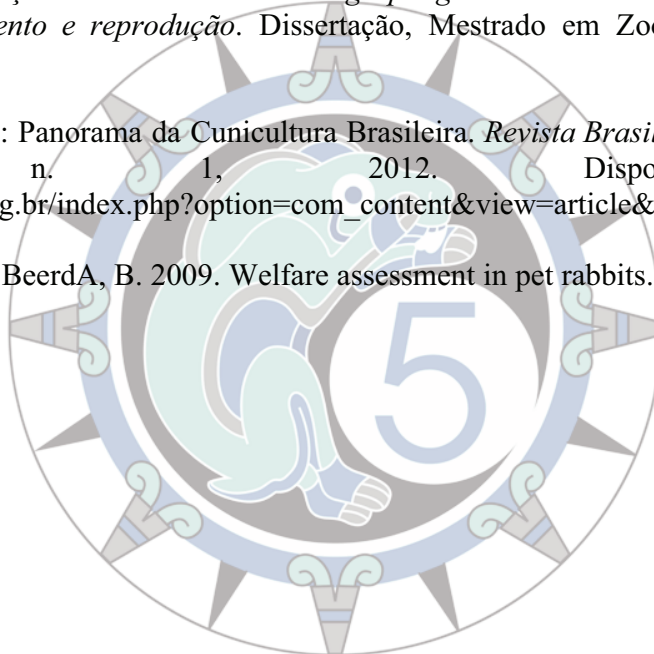 ento e reprodução. Dissertação, Mestrado em Zoo
: Panorama da Cunicultura Brasileira. Revista Brasil
n. 1, 2012. Dispo
g.br/index.php?option=com_content&view=article&
BeerdA, B. 2009. Welfare assessment in pet rabbits.
5